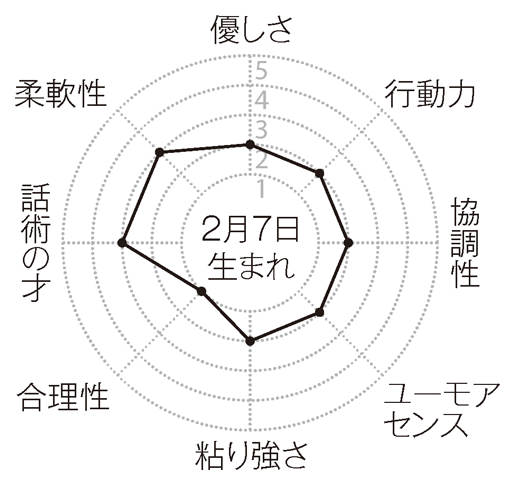 優しさ
行動力
協調性
ユーモア
センス
粘り強さ
合理性
話術の才
柔軟性
5
4
3
2
1
2月7日
生まれ